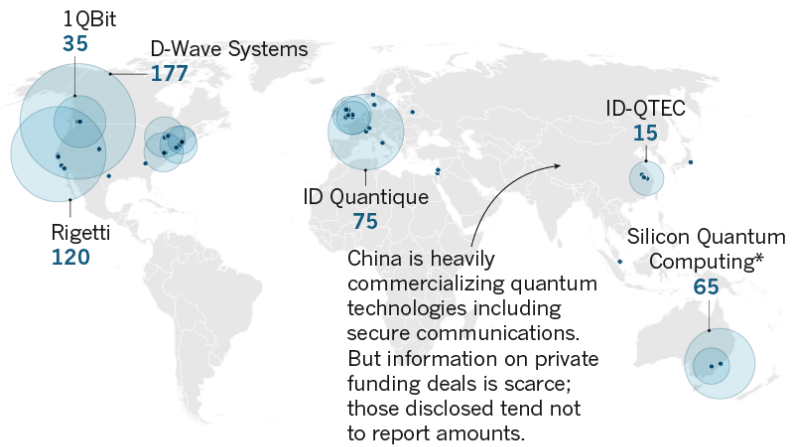 1QBit
35
D-Wave Systems
177
Rigetti
120
ID Quantique
75
China is heavily
commercializing quantum
technologies including
secure communications.
But information on private
funding deals is scarce;
those disclosed tend not
to report amounts.
ID-QTEC
15
Silicon Quantum
Computing*
65